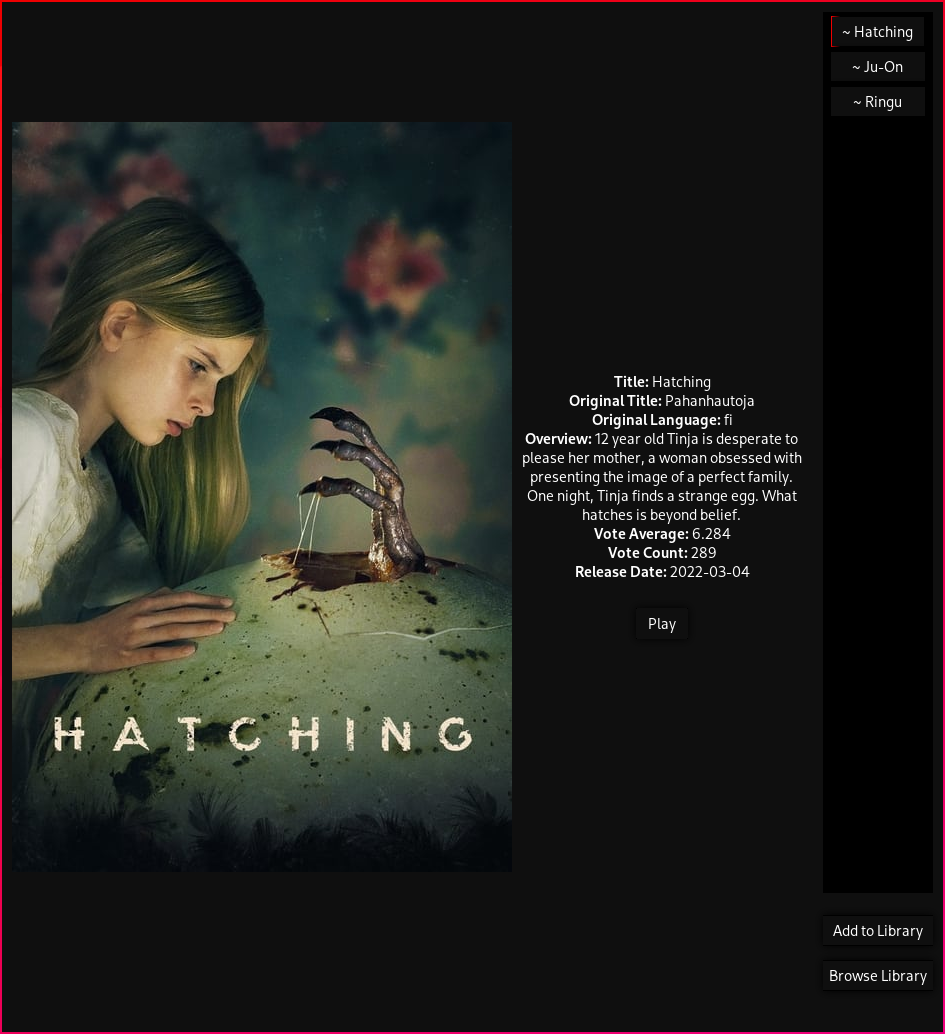 HATCHING
Title: Hatching
Original Title: Pahanhautoja
Original Language: fi
Overview: 12 year old Tinja is desperate to
please her mother, a woman obsessed with
presenting the image of a perfect family.
One night, Tinja finds a strange egg. What
hatches is beyond belief.
Vote Average: 6.284
Vote Count: 289
Release Date: 2022-03-04
Play
~ Hatching
~ Ju-On
~ Ringu
Add to Library
Browse Library